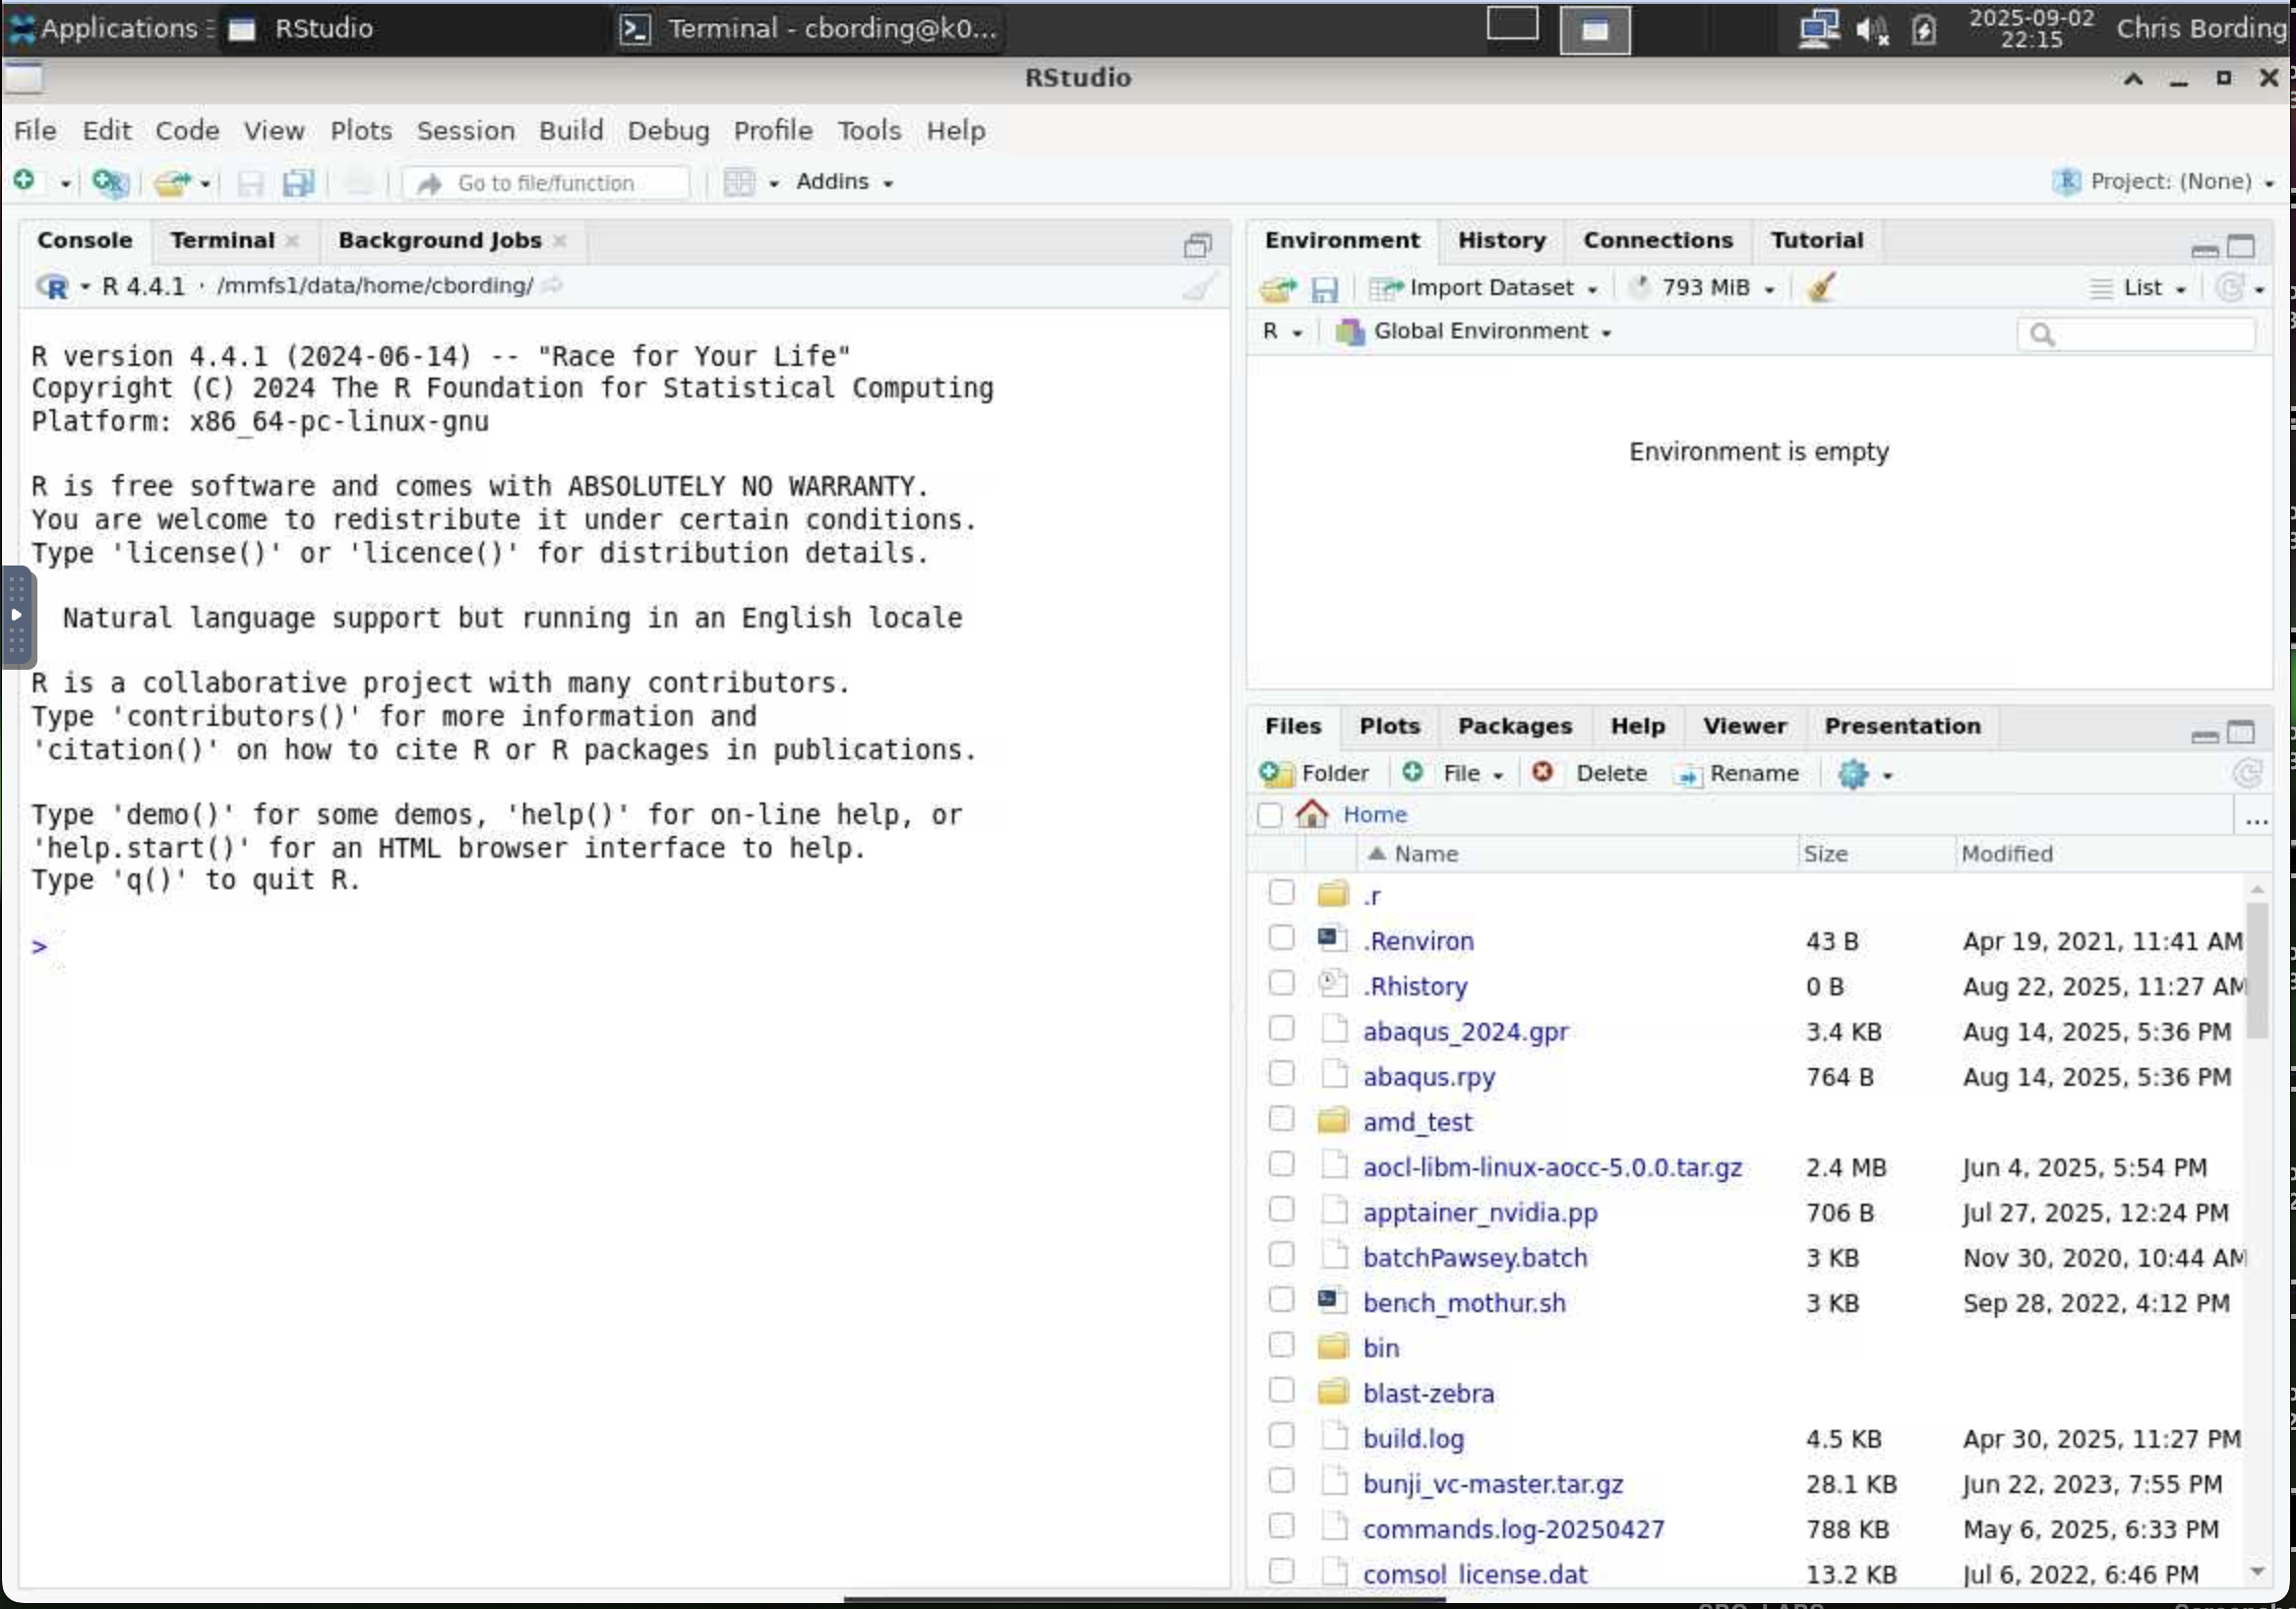 Applications
RStudio
Terminal - cbording@k0...
2025-09-02
22:15
Chris Bording
RStudio
File Edit Code View Plots Session Build Debug Profile Tools Help
Go to file/function
Addins
Project: (None)
Console Terminal Background Jobs
R 4.4.1 · /mmfs1/data/home/cbording/
R version 4.4.1 (2024-06-14) -- "Race for Your Life"
Copyright (C) 2024 The R Foundation for Statistical Computing
Platform: x86_64-pc-linux-gnu
R is free software and comes with ABSOLUTELY NO WARRANTY.
You are welcome to redistribute it under certain conditions.
Type 'license()' or 'licence()' for distribution details.
Natural language support but running in an English locale
R is a collaborative project with many contributors.
Type 'contributors()' for more information and
'citation()' on how to cite R or R packages in publications.
Type 'demo()' for some demos, 'help()' for on-line help, or
'help.start()' for an HTML browser interface to help.
Type 'q()' to quit R.
>
Environment History Connections Tutorial
Import Dataset 793 MiB List
R Global Environment
Environment is empty
Files Plots Packages Help Viewer Presentation
Folder File Delete Rename
Home ...
Name Size Modified
.r
.Renviron 43 B Apr 19, 2021, 11:41 AM
.Rhistory 0 B Aug 22, 2025, 11:27 AM
abaqus_2024.gpr 3.4 KB Aug 14, 2025, 5:36 PM
abaqus.rpy 764 B Aug 14, 2025, 5:36 PM
amd_test
aocl-libm-linux-aocc-5.0.0.tar.gz 2.4 MB Jun 4, 2025, 5:54 PM
apptainer_nvidia.pp 706 B Jul 27, 2025, 12:24 PM
batchPawsey.batch 3 KB Nov 30, 2020, 10:44 AM
bench_mothur.sh 3 KB Sep 28, 2022, 4:12 PM
bin
blast-zebra
build.log 4.5 KB Apr 30, 2025, 11:27 PM
bunji_vc-master.tar.gz 28.1 KB Jun 22, 2023, 7:55 PM
commands.log-20250427 788 KB May 6, 2025, 6:33 PM
comsol_license.dat 13.2 KB Jul 6, 2022, 6:46 PM